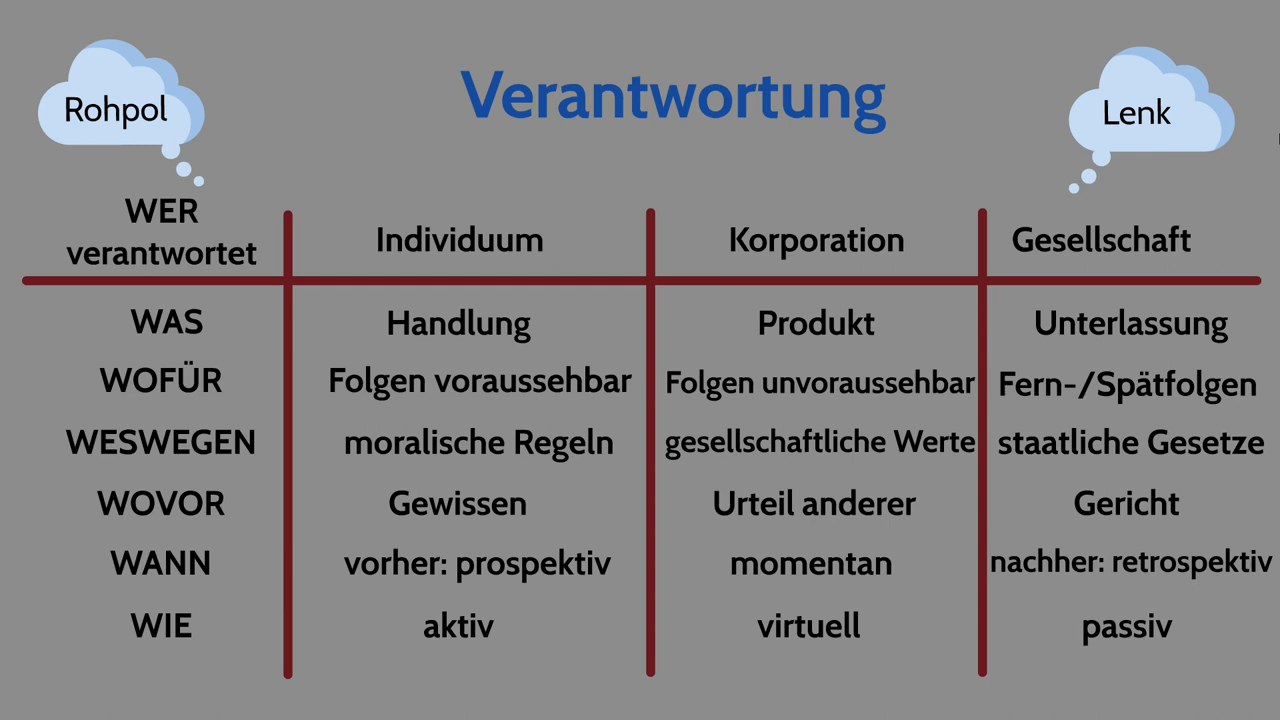 Rohpol
Verantwortung
Lenk
WER
verantwortet
Individuum
Korporation
Gesellschaft
WAS
Handlung
Produkt
Unterlassung
WOFÜR
Folgen voraussehbar
Folgen unvoraussehbar
Fern-/Spätfolgen
WESWEGEN
moralische Regeln
gesellschaftliche Werte
staatliche Gesetze
WOVOR
Gewissen
Urteil anderer
Gericht
WANN
vorher: prospektiv
momentan
nachher: retrospektiv
WIE
aktiv
virtuell
passiv